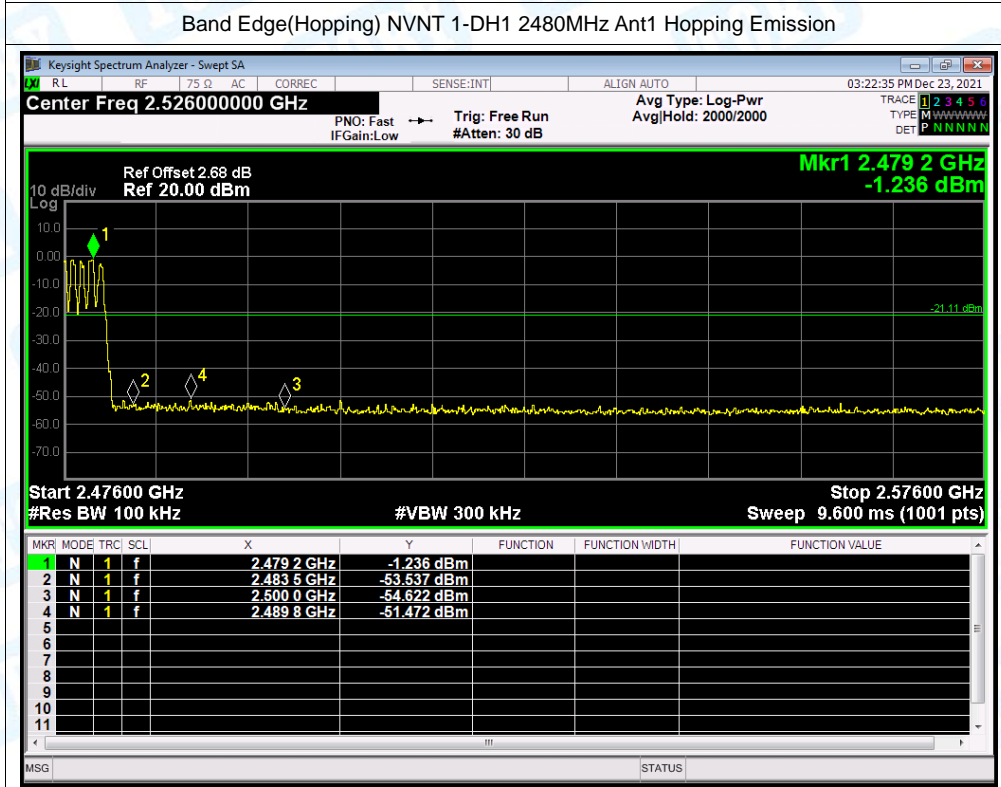 Band Edge(Hopping) NVNT 1-DH1 2480MHz Ant1 Hopping Emission
Keysight Spectrum Analyzer - Swept SA
LXI RL RF 75 Ω AC CORREC SENSE:INT ALIGN AUTO 03:22:35 PM Dec 23, 2021
Center Freq 2.526000000 GHz Avg Type: Log-Pwr TRACE 1 2 3 4 5 6
PNO: Fast Trig: Free Run Avg|Hold: 2000/2000 TYPE M WWWWW
IFGain:Low #Atten: 30 dB DET P N N N N N
Ref Offset 2.68 dB Mkr1 2.479 2 GHz
10 dB/div Ref 20.00 dBm -1.236 dBm
Log
10.0
1
0.00
-10.0
-20.0
-21.11 dBm
-30.0
-40.0
2 4 3
-50.0
-60.0
-70.0
Start 2.47600 GHz Stop 2.57600 GHz
#Res BW 100 kHz #VBW 300 kHz Sweep 9.600 ms (1001 pts)
MKR MODE TRC SCL X Y FUNCTION FUNCTION WIDTH FUNCTION VALUE
1 N 1 f 2.479 2 GHz -1.236 dBm
2 N 1 f 2.483 5 GHz -53.537 dBm
3 N 1 f 2.500 0 GHz -54.622 dBm
4 N 1 f 2.489 8 GHz -51.472 dBm
5
6
7
8
9
10
11
MSG STATUS